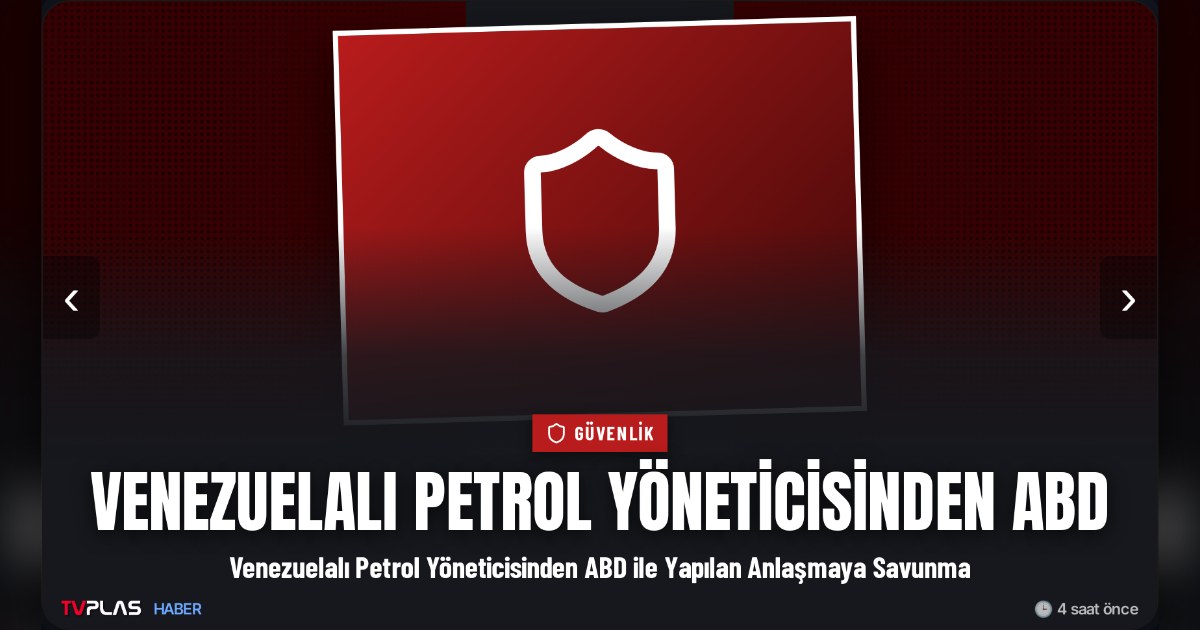 GÜVENLİK
VENEZUELALI PETROL YÖNETİCİSİNDEN ABD
Venezuelalı Petrol Yöneticisinden ABD ile Yapılan Anlaşmaya Savunma
TVPLAS HABER
4 saat önce